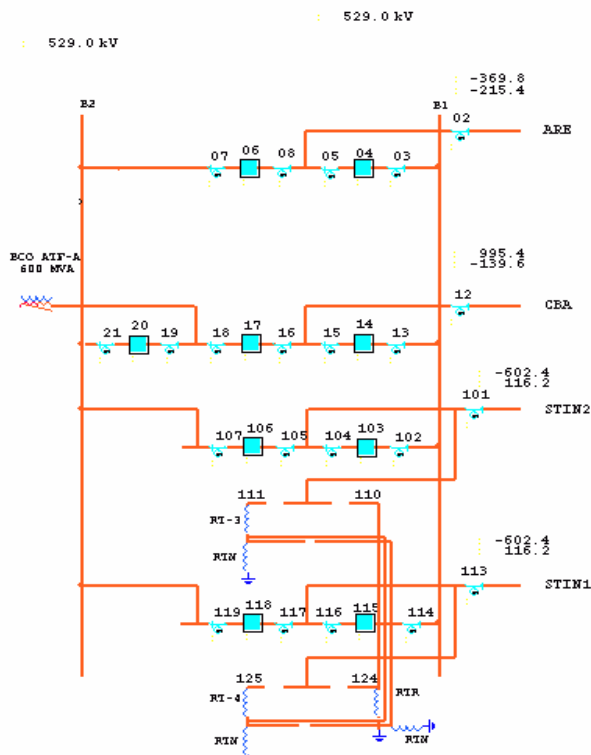 529.0 kV
529.0 kV
-369.8
-215.4
B2
B1
02
ARE
07 06 08 05 04 03
BCO ATF-A
600 MVA
995.4
-139.6
12
CBA
21 20 19 18 17 16 15 14 13
-602.4
116.2
101
STIN2
107 106 105 104 103 102
111 110
RT-3
RTN
-602.4
116.2
113
STIN1
119 118 117 116 115 114
125 124
RT-4
RTR
RTN
RTN